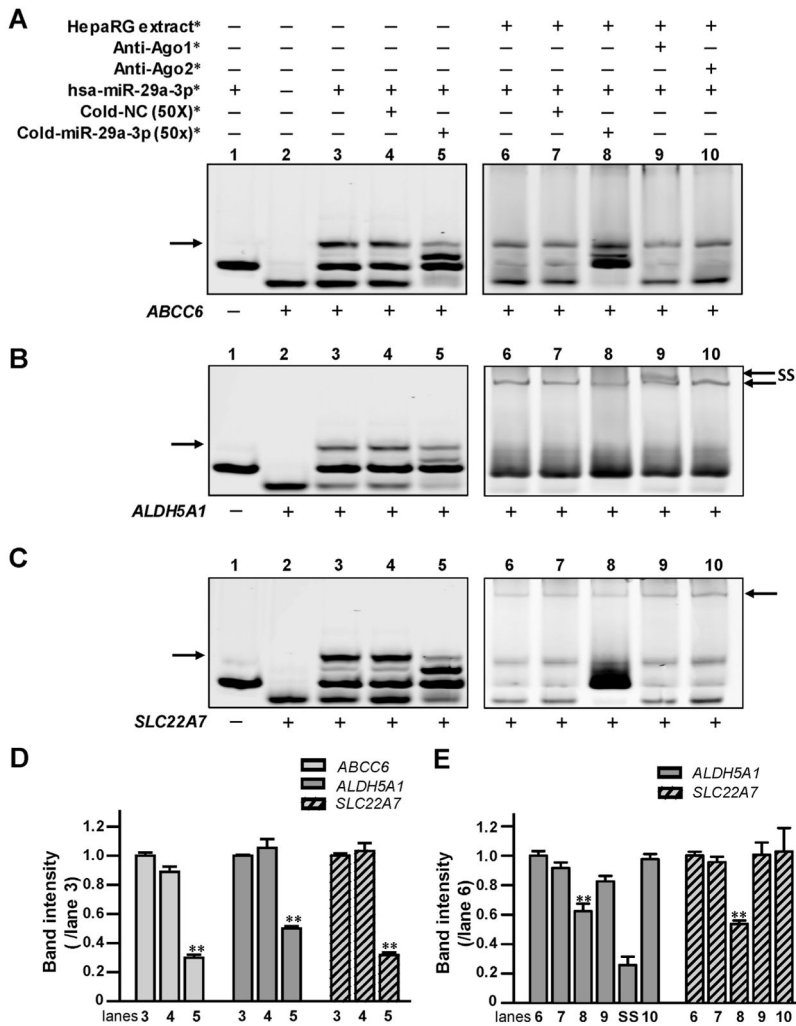 A
HepaRG extract* – – – – – + + + + +
Anti-Ago1* – – – – – – – – + –
Anti-Ago2* – – – – – – – – – +
hsa-miR-29a-3p* + – + + + + + + + +
Cold-NC (50X)* – – – + – – + – – –
Cold-miR-29a-3p (50x)* – – – – + – – + – –
1 2 3 4 5 6 7 8 9 10
ABCC6 – + + + + + + + + +
B
1 2 3 4 5 6 7 8 9 10
SS
ALDH5A1 – + + + + + + + + +
C
1 2 3 4 5 6 7 8 9 10
SLC22A7 – + + + + + + + + +
D
ABCC6
ALDH5A1
SLC22A7
Band intensity
( /lane 3)
1.2
1.0
0.8
0.6
0.4
0.2
0
** ** **
lanes 3 4 5 3 4 5 3 4 5
E
ALDH5A1
SLC22A7
Band intensity
(/lane 6)
1.2
1.0
0.8
0.6
0.4
0.2
0
** **
lanes 6 7 8 9 SS 10 6 7 8 9 10